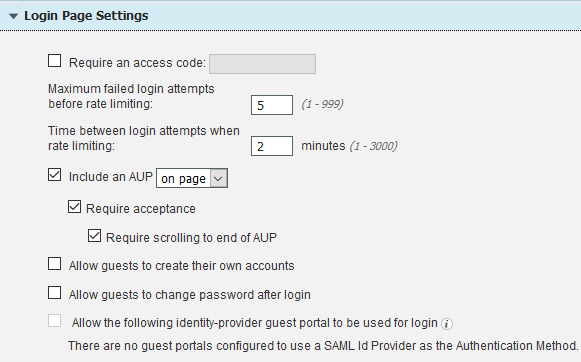 Login Page Settings
Require an access code:
Maximum failed login attempts
before rate limiting: 5 (1 - 999)
Time between login attempts when
rate limiting: 2 minutes (1 - 3000)
Include an AUP on page
Require acceptance
Require scrolling to end of AUP
Allow guests to create their own accounts
Allow guests to change password after login
Allow the following identity-provider guest portal to be used for login i
There are no guest portals configured to use a SAML Id Provider as the Authentication Method.